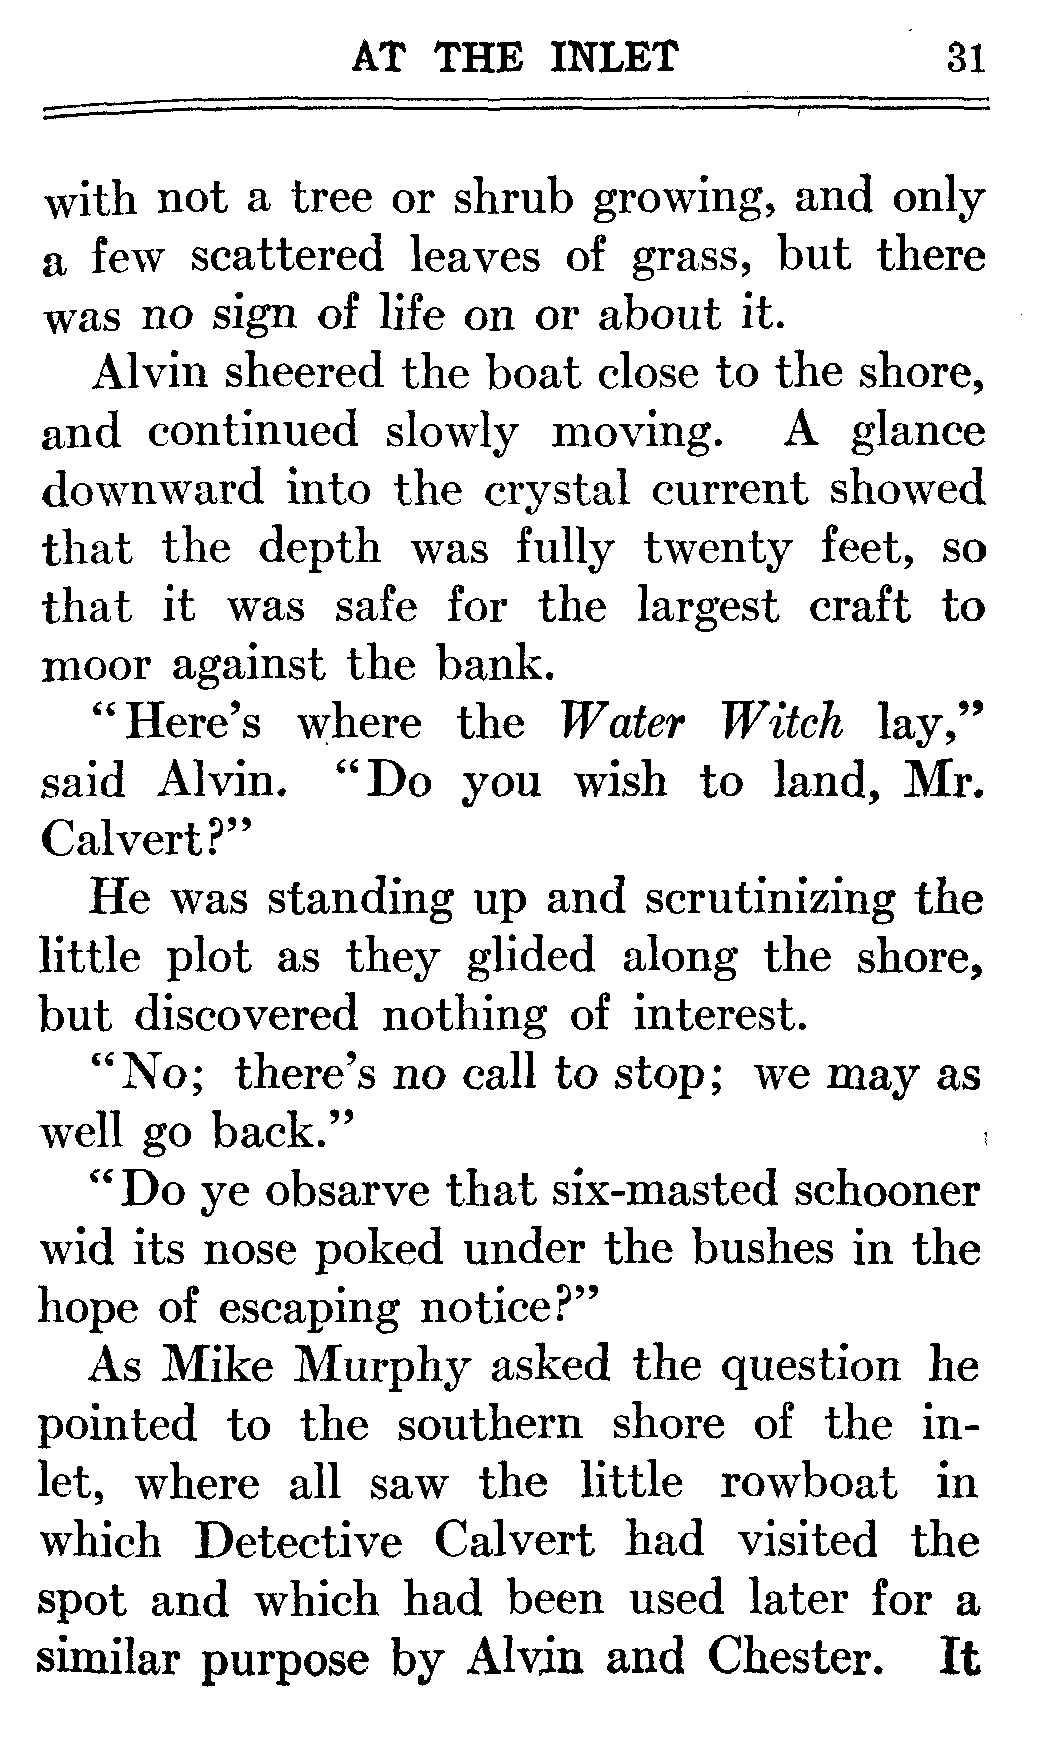 AT THE INLET 31
with not a tree or shrub growing, and only
a few scattered leaves of grass, but there
was no sign of life on or about it.
Alvin sheered the boat close to the shore,
and continued slowly moving. A glance
downward into the crystal current showed
that the depth was fully twenty feet, so
that it was safe for the largest craft to
moor against the bank.
"Here's where the Water Witch lay,"
said Alvin. "Do you wish to land, Mr.
Calvert?"
He was standing up and scrutinizing the
little plot as they glided along the shore,
but discovered nothing of interest.
"No; there's no call to stop; we may as
well go back."
"Do ye obsarve that six-masted schooner
wid its nose poked under the bushes in the
hope of escaping notice?"
As Mike Murphy asked the question he
pointed to the southern shore of the in-
let, where all saw the little rowboat in
which Detective Calvert had visited the
spot and which had been used later for a
similar purpose by Alvin and Chester. It